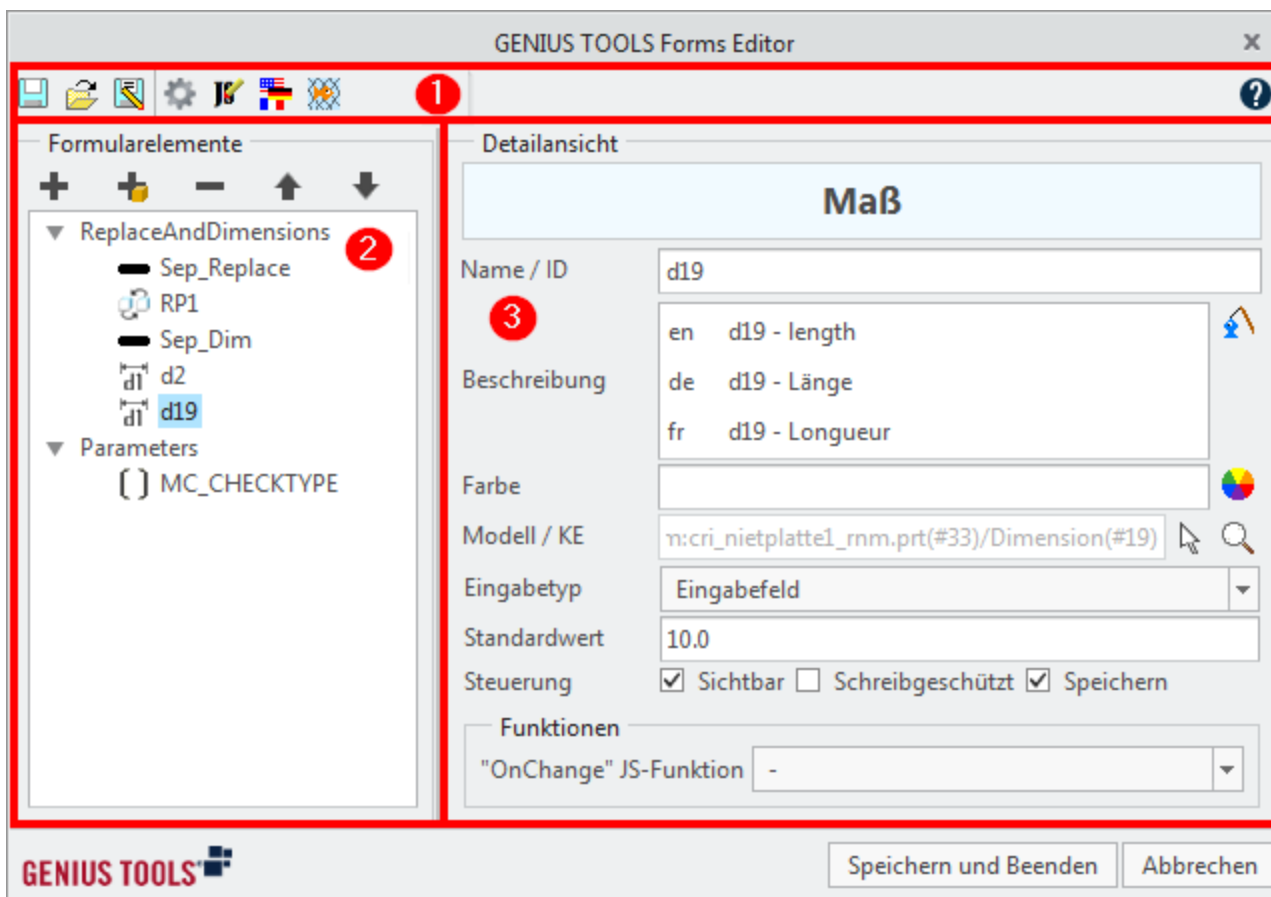 GENIUS TOOLS Forms Editor
JS 1 ?
Formularelemente
ReplaceAndDimensions
2
Sep_Replace
RP1
Sep_Dim
d1 d2
d1 d19
Parameters
MC_CHECKTYPE
Detailansicht
Maß
Name / ID d19
3
Beschreibung
en d19 - length
de d19 - Länge
fr d19 - Longueur
Farbe
Modell / KE m:cri_nietplatte1_rnm.prt(#33)/Dimension(#19)
Eingabetyp Eingabefeld
Standardwert 10.0
Steuerung Sichtbar Schreibgeschützt Speichern
Funktionen
"OnChange" JS-Funktion -
GENIUS TOOLS
Speichern und Beenden Abbrechen